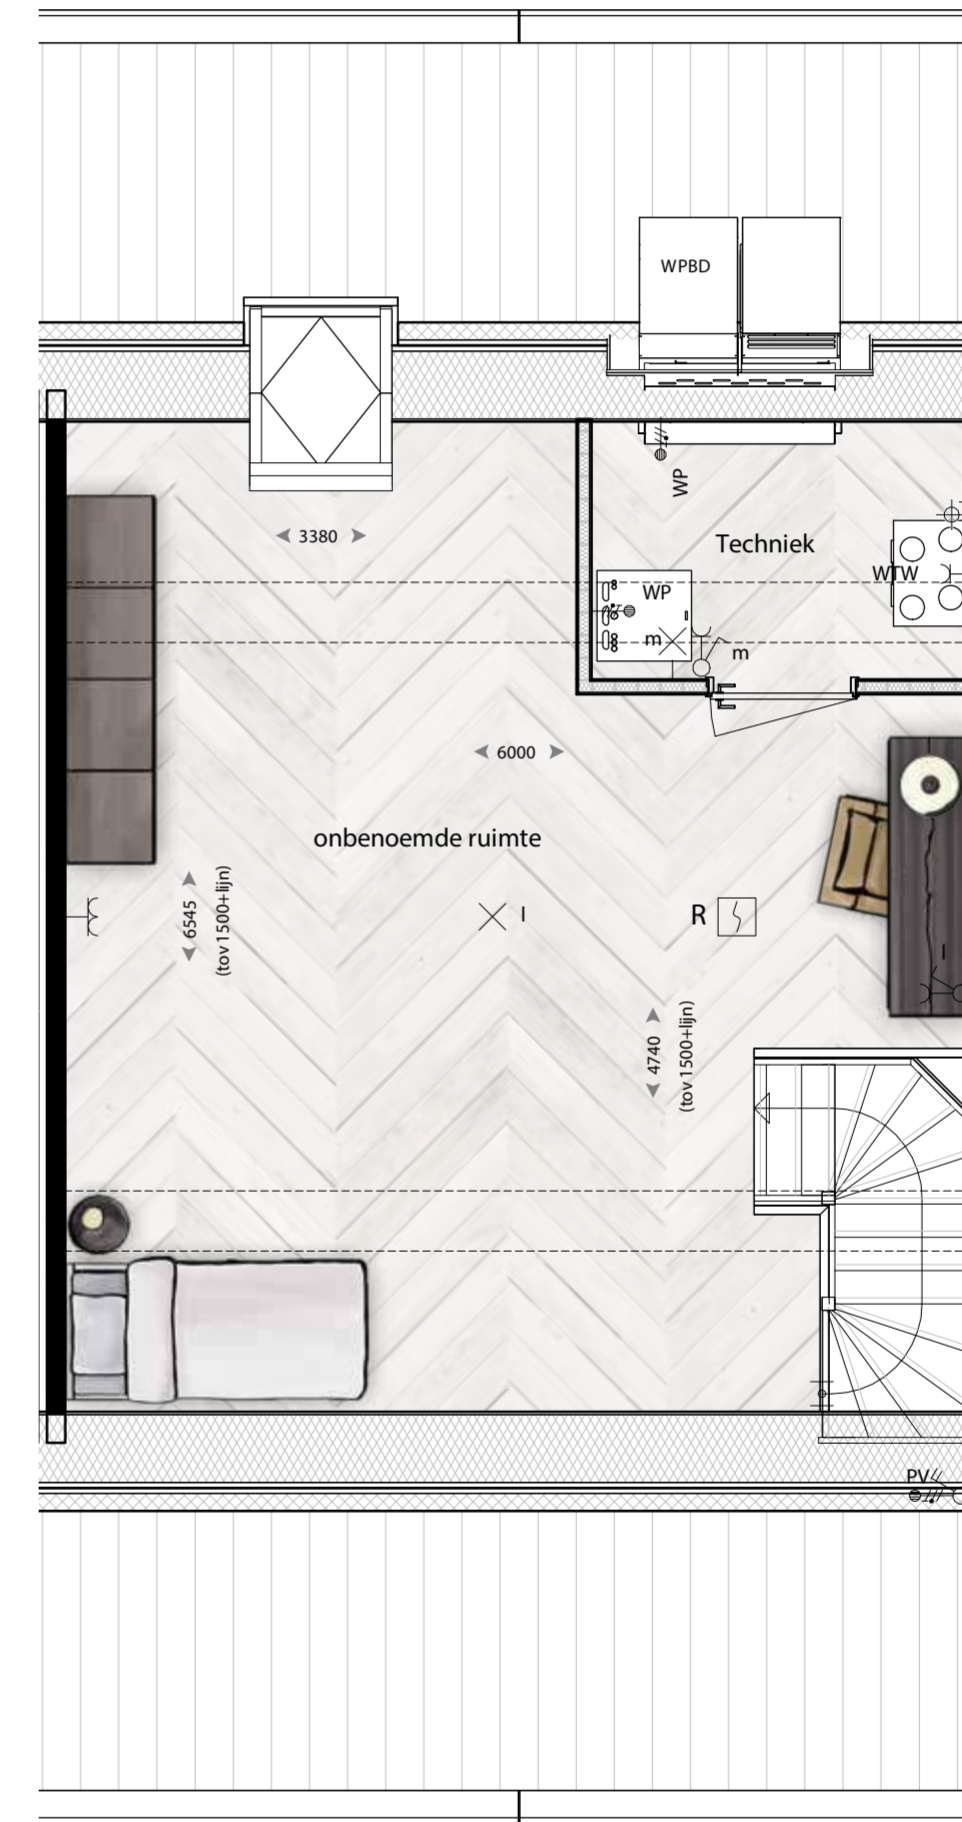 WPBD
WP
3380
Techniek
WTW
WP
m
m
6000
onbenoemde ruimte
6545
(tov 1500+lijn)
I
R
I
4740
(tov 1500+lijn)
PV